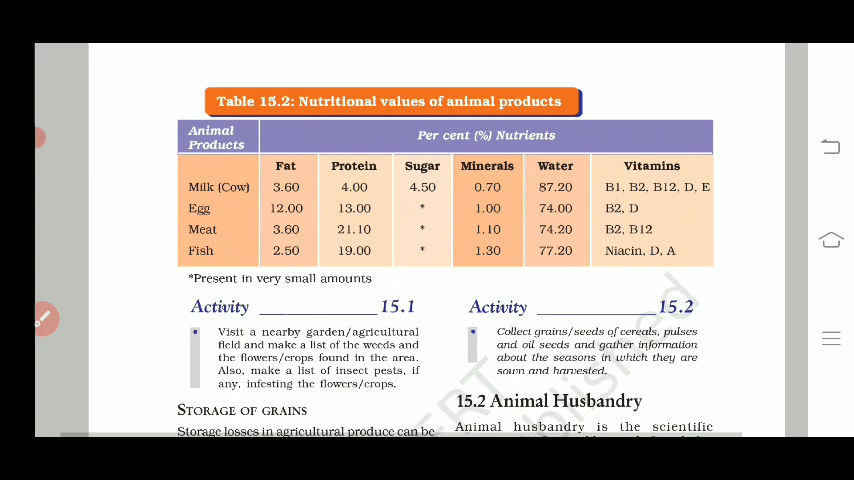 Table 15.2: Nutritional values of animal products
Animal Products Per cent (%) Nutrients
Fat Protein Sugar Minerals Water Vitamins
Milk (Cow) 3.60 4.00 4.50 0.70 87.20 B1, B2, B12, D, E
Egg 12.00 13.00 * 1.00 74.00 B2, D
Meat 3.60 21.10 * 1.10 74.20 B2, B12
Fish 2.50 19.00 * 1.30 77.20 Niacin, D, A
*Present in very small amounts
Activity ______________ 15.1
• Visit a nearby garden/agricultural
field and make a list of the weeds and
the flowers/crops found in the area.
Also, make a list of insect pests, if
any, infesting the flowers/crops.
STORAGE OF GRAINS
Storage losses in agricultural produce can be
Activity ______________ 15.2
• Collect grains/seeds of cereals, pulses
and oil seeds and gather information
about the seasons in which they are
sown and harvested.
15.2 Animal Husbandry
Animal husbandry is the scientific